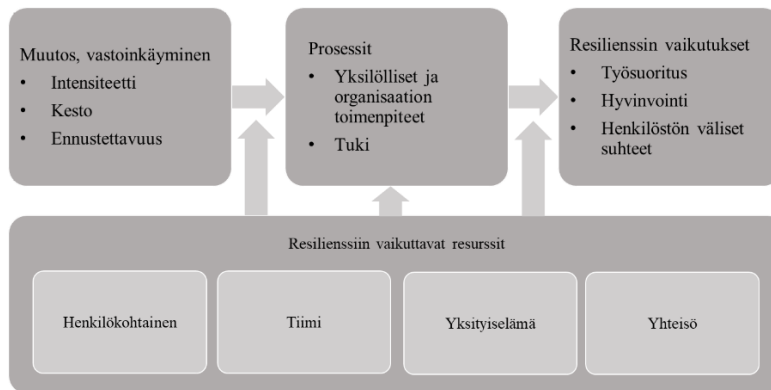 Muutos, vastoinkäyminen
• Intensiteetti
• Kesto
• Ennustettavuus
Prosessit
• Yksilölliset ja
organisaation
toimenpiteet
• Tuki
Resilienssin vaikutukset
• Työsuoritus
• Hyvinvointi
• Henkilöstön väliset
suhteet
Resilienssiin vaikuttavat resurssit
Henkilökohtainen
Tiimi
Yksityiselämä
Yhteisö